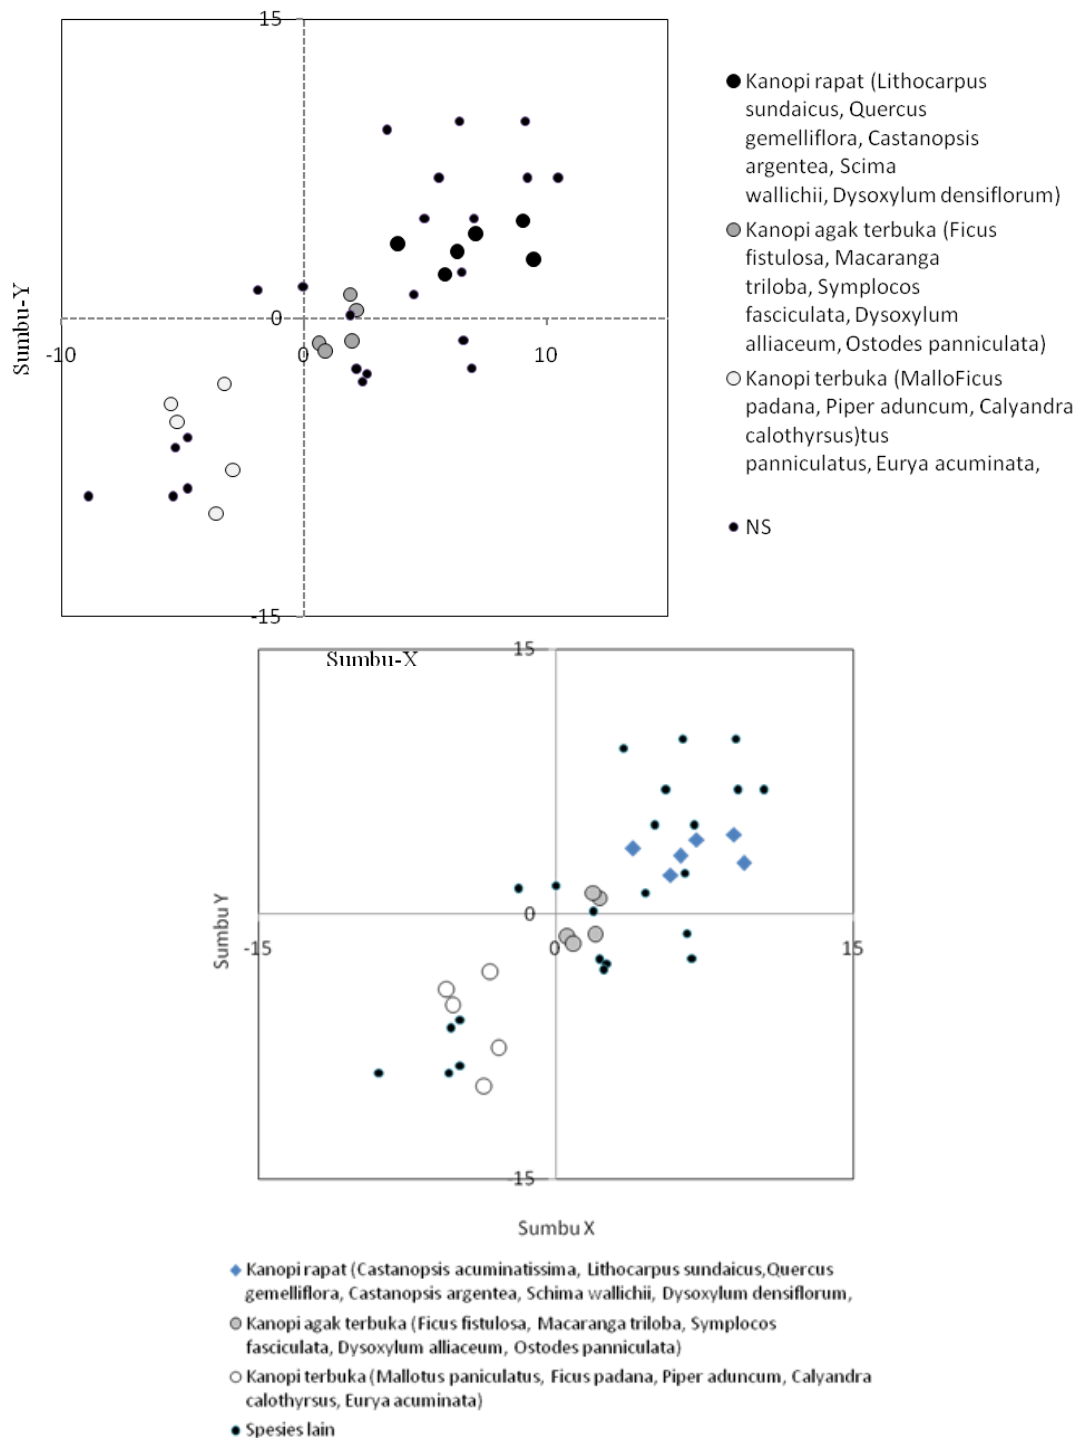 15
Kanopi rapat (Lithocarpus
sundaicus, Quercus
gemelliflora, Castanopsis
argentea, Scima
wallichii, Dysoxylum densiflorum)
Kanopi agak terbuka (Ficus
fistulosa, Macaranga
triloba, Symplocos
fasciculata, Dysoxylum
alliaceum, Ostodes panniculata)
Kanopi terbuka (MalloFicus
padana, Piper aduncum, Calyandra
calothyrsus)tus
panniculatus, Eurya acuminata,
NS
Sumbu-Y
0
-10 0 10
-15
Sumbu-X
15
Sumbu Y
0
-15 0 15
-15
Sumbu X
Kanopi rapat (Castanopsis acuminatissima, Lithocarpus sundaicus,Quercus
gemelliflora, Castanopsis argentea, Schima wallichii, Dysoxylum densiflorum,
Kanopi agak terbuka (Ficus fistulosa, Macaranga triloba, Symplocos
fasciculata, Dysoxylum alliaceum, Ostodes panniculata)
Kanopi terbuka (Mallotus paniculatus, Ficus padana, Piper aduncum, Calyandra
calothyrsus, Eurya acuminata)
Spesies lain